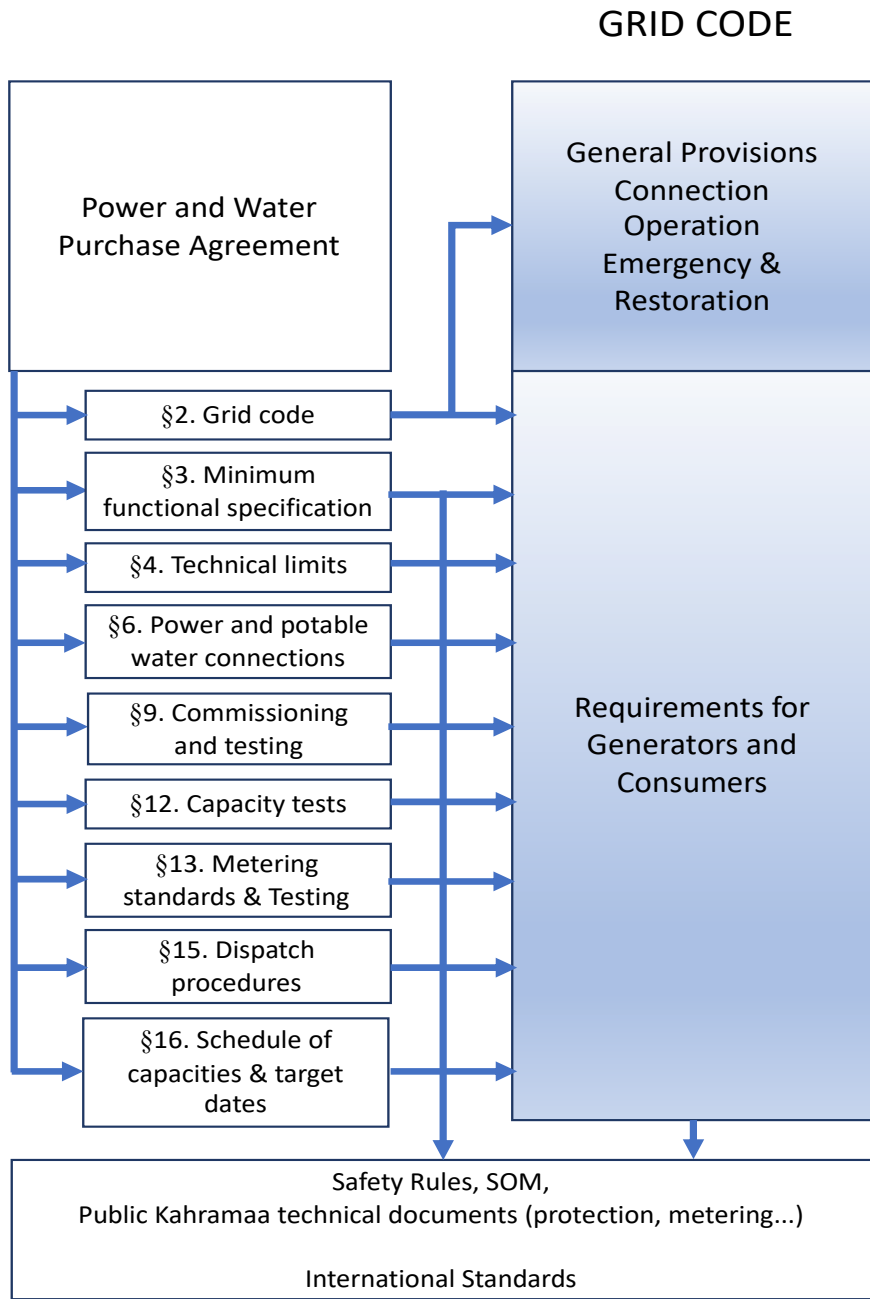 GRID CODE
Power and Water
Purchase Agreement
General Provisions
Connection
Operation
Emergency &
Restoration
§2. Grid code
§3. Minimum
functional specification
§4. Technical limits
§6. Power and potable
water connections
§9. Commissioning
and testing
§12. Capacity tests
§13. Metering
standards & Testing
§15. Dispatch
procedures
§16. Schedule of
capacities & target
dates
Requirements for
Generators and
Consumers
Safety Rules, SOM,
Public Kahramaa technical documents (protection, metering...)
International Standards